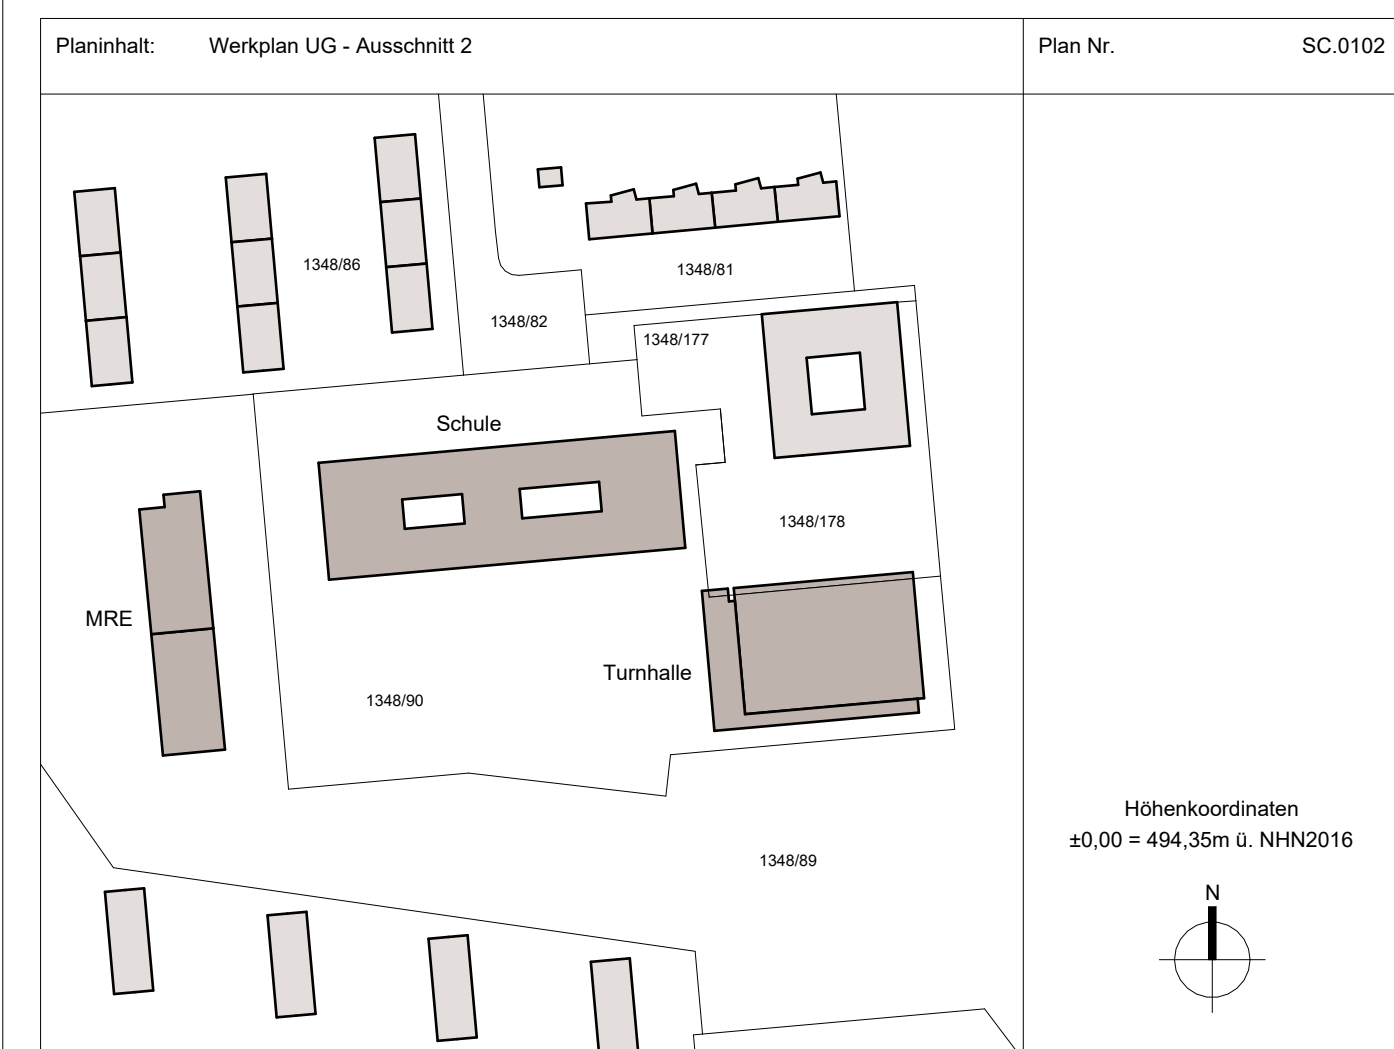 Planinhalt: Werkplan UG - Ausschnitt 2
Plan Nr. SC.0102
1348/86
1348/81
1348/82
1348/177
Schule
1348/178
MRE
Turnhalle
1348/90
Höhenkoordinaten
±0,00 = 494,35m ü. NHN2016
1348/89
N